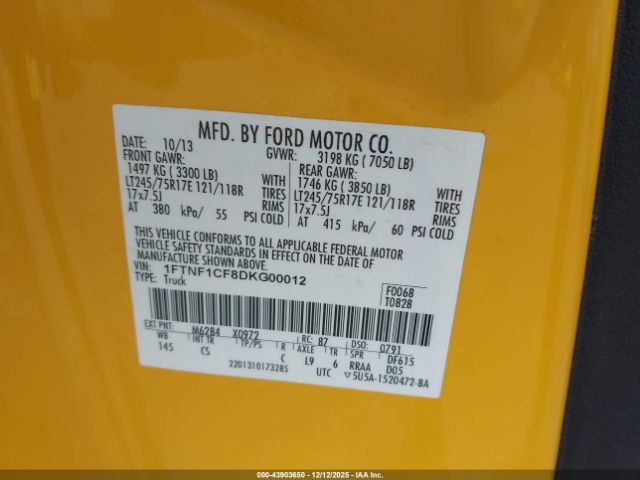 MFD. BY FORD MOTOR CO.
DATE: 10/13 GVWR: 3198 KG ( 7050 LB)
FRONT GAWR: REAR GAWR:
1497 KG ( 3300 LB) 1746 KG ( 3850 LB)
LT245/75R17E 121/118R TIRES LT245/75R17E 121/118R TIRES
17x7.5J RIMS 17x7.5J RIMS
AT 380 kPa/ 55 PSI COLD AT 415 kPa/ 60 PSI COLD
THIS VEHICLE CONFORMS TO ALL APPLICABLE FEDERAL MOTOR
VEHICLE SAFETY STANDARDS IN EFFECT ON THE DATE OF
MANUFACTURE SHOWN ABOVE.
VIN: 1FTNF1CF8DKG00012
TYPE: Truck
F0068
T0828
EXT PNT: M6284 X0972 RC: 87 DSO: 0791
WB INT TR TP/PS R AXLE TR SPR DF615
145 CS C L9 6 RRAA D05
2201310173285 UTC ▽5U5A-1520472-BA
000-43903650 - 12/12/2025 - COPYRIGHT IAA, LLC